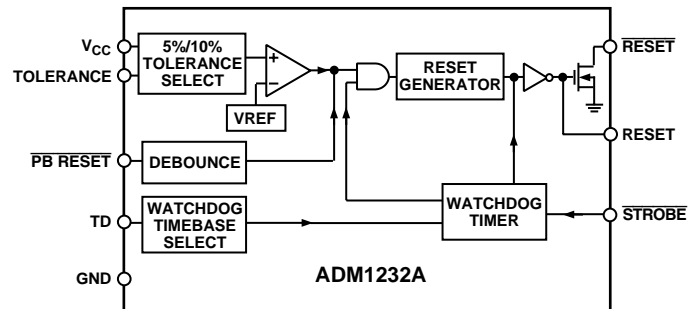 VCC
TOLERANCE
5%/10%
TOLERANCE
SELECT
+
–
VREF
RESET
GENERATOR
RESET
RESET
PB RESET
DEBOUNCE
TD
WATCHDOG
TIMEBASE
SELECT
WATCHDOG
TIMER
STROBE
GND
ADM1232A